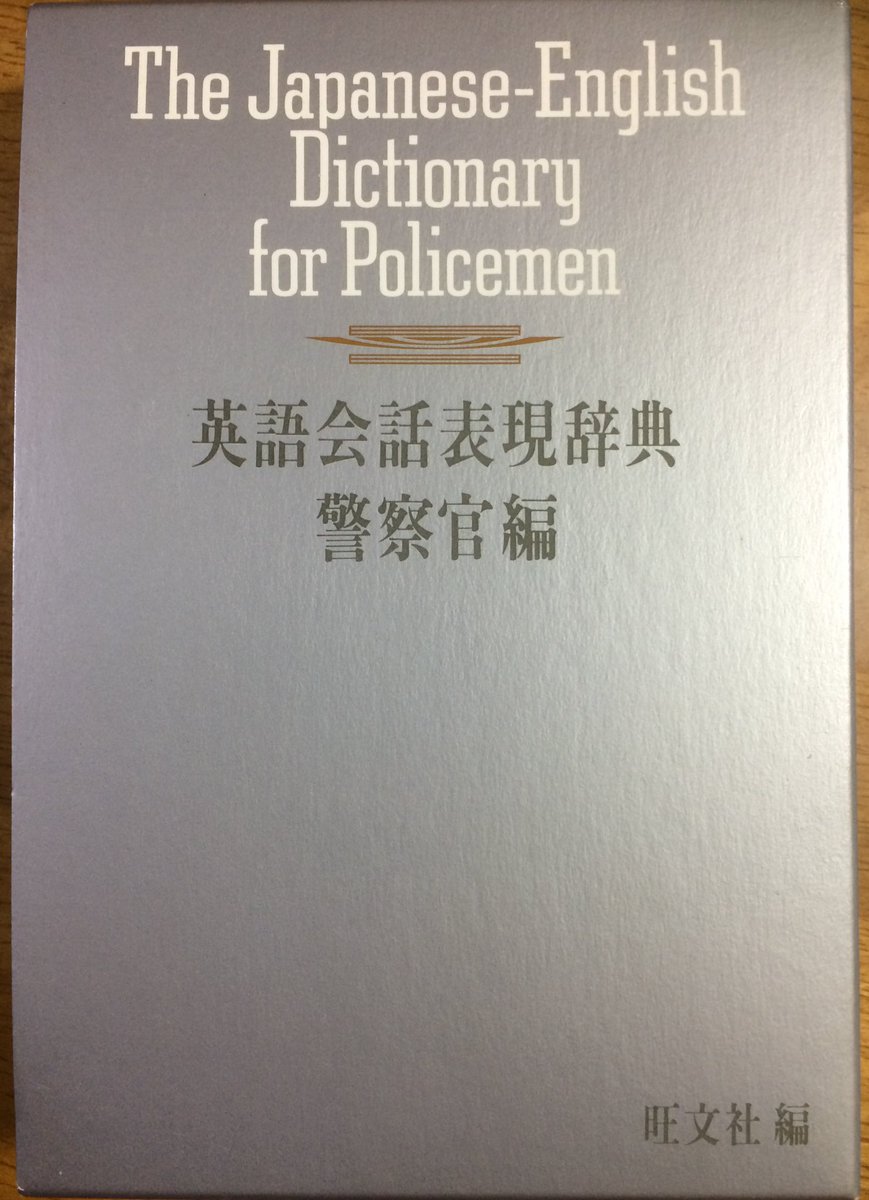 The Japanese-English
Dictionary
for Policemen
英語会話表現辞典
警察官編
旺文社 編